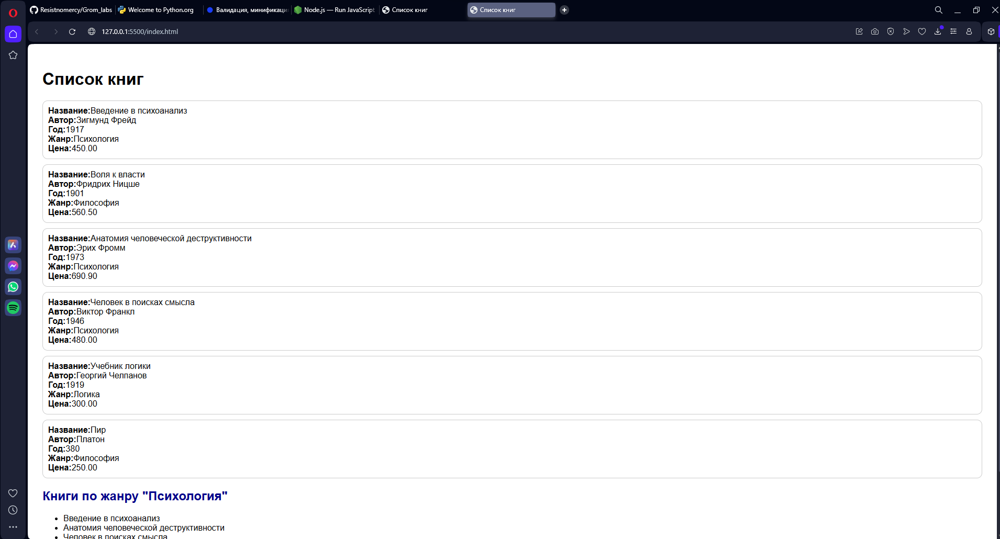 Resistnomercy/Grom_labs
Welcome to Python.org
Валидация, минификаци
Node.js — Run JavaScript
Список книг
Список книг
127.0.0.1:5500/index.html
Список книг
Название:Введение в психоанализ
Автор:Зигмунд Фрейд
Год:1917
Жанр:Психология
Цена:450.00
Название:Воля к власти
Автор:Фридрих Ницше
Год:1901
Жанр:Философия
Цена:560.50
Название:Анатомия человеческой деструктивности
Автор:Эрих Фромм
Год:1973
Жанр:Психология
Цена:690.90
Название:Человек в поисках смысла
Автор:Виктор Франкл
Год:1946
Жанр:Психология
Цена:480.00
Название:Учебник логики
Автор:Георгий Челпанов
Год:1919
Жанр:Логика
Цена:300.00
Название:Пир
Автор:Платон
Год:380
Жанр:Философия
Цена:250.00
Книги по жанру "Психология"
Введение в психоанализ
Анатомия человеческой деструктивности
Человек в поисках смысла